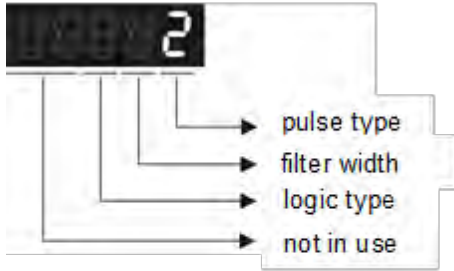 2
pulse type
filter width
logic type
not in use